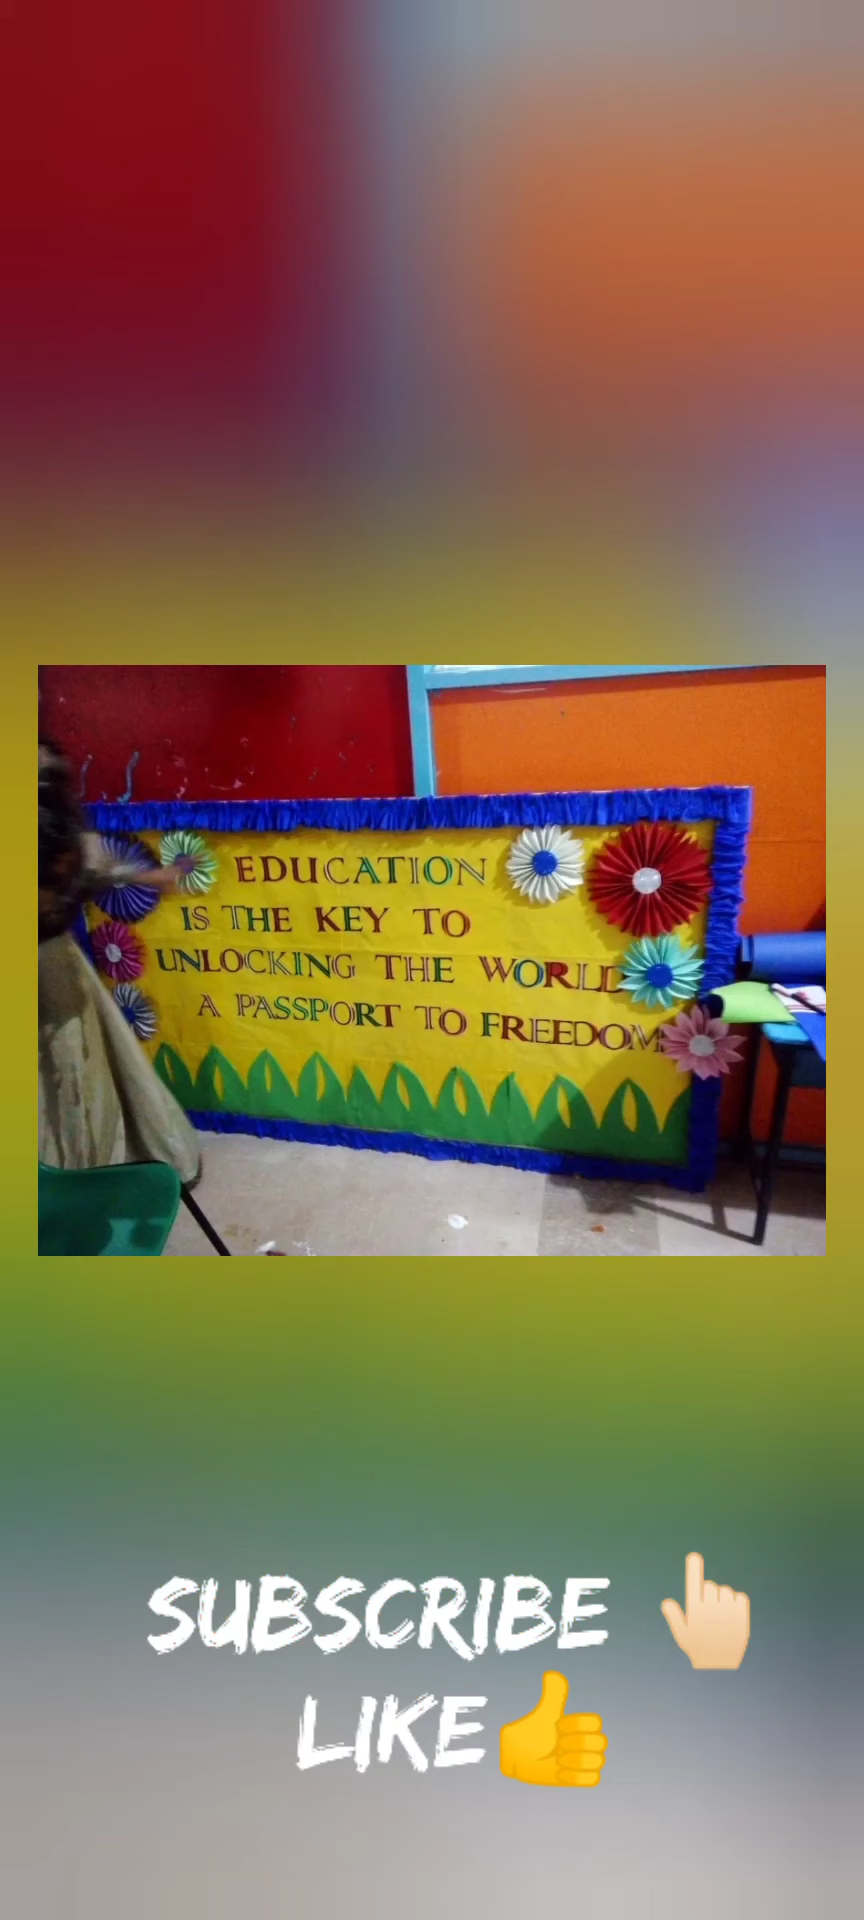 EDUCATION
IS THE KEY TO
UNLOCKING THE WORLD
A PASSPORT TO FREEDOM
SUBSCRIBE 👆🏼
LIKE👍